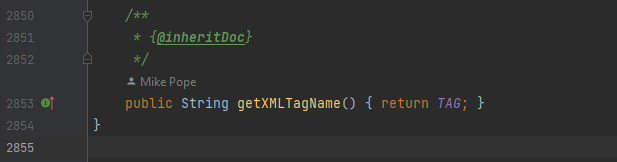 2850 /**
2851 * {@inheritDoc}
2852 */
Mike Pope
2853 public String getXMLTagName() { return TAG; }
2854 }
2855